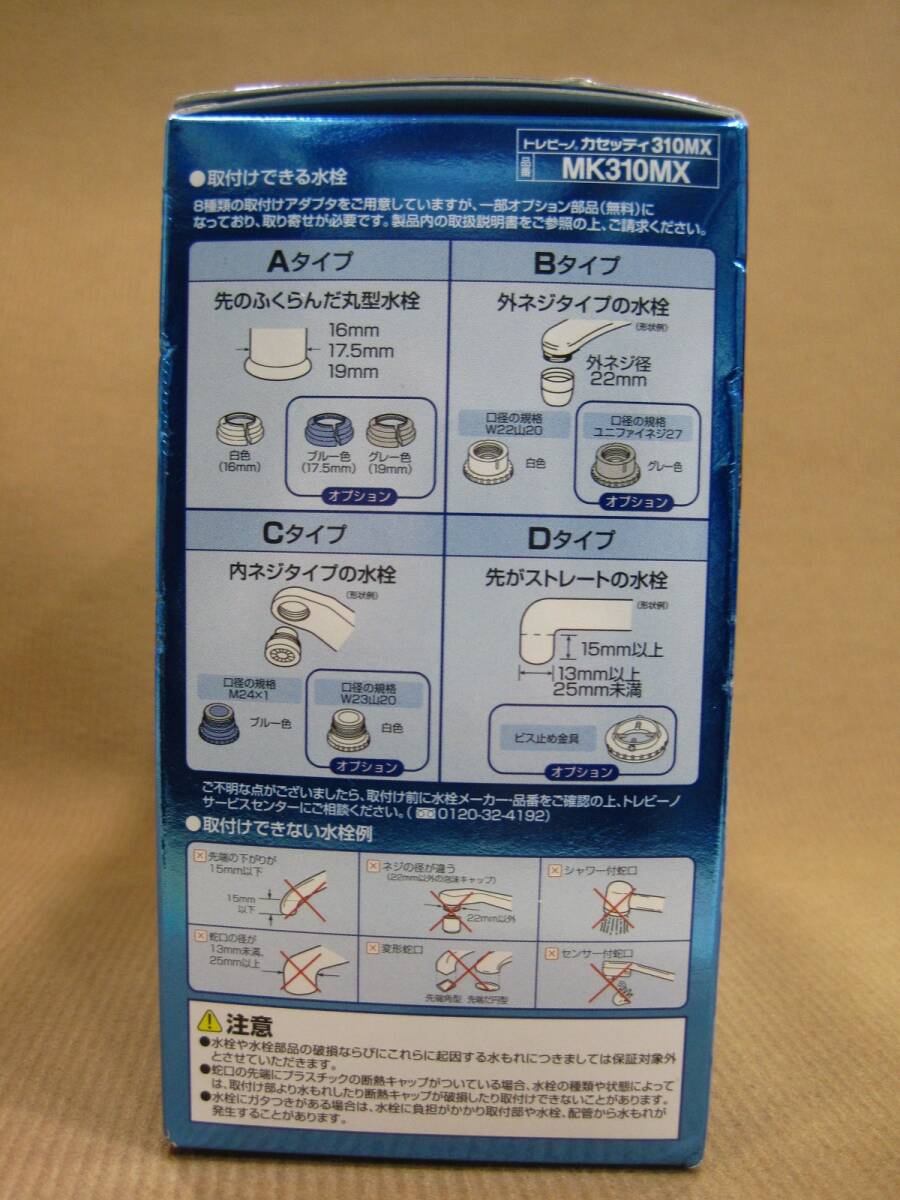 トレビーノ® カセッティ310MX
品番 MK310MX
●取付けできる水栓
8種類の取付けアダプタをご用意していますが、一部オプション部品(無料)に
なっており、取り寄せが必要です。製品内の取扱説明書をご参照の上、ご請求ください。
Aタイプ
先のふくらんだ丸型水栓
16mm
17.5mm
19mm
白色
(16mm)
ブルー色
(17.5mm)
グレー色
(19mm)
オプション
Bタイプ
外ネジタイプの水栓
(形状例)
外ネジ径
22mm
口径の規格
W22山20
白色
口径の規格
ユニファイネジ27
グレー色
オプション
Cタイプ
内ネジタイプの水栓
(形状例)
口径の規格
M24×1
ブルー色
口径の規格
W23山20
白色
オプション
Dタイプ
先がストレートの水栓
(形状例)
15mm以上
13mm以上
25mm未満
ビス止め金具
オプション
ご不明な点がございましたら、取付け前に水栓メーカー・品番をご確認の上、トレビーノ
サービスセンターにご相談ください。(0120-32-4192)
●取付けできない水栓例
先端の下がりが
15mm以下
15mm
以下
ネジの径が違う
(22mm以外の泡沫キャップ)
22mm以外
シャワー付蛇口
蛇口の径が
13mm未満、
25mm以上
変形蛇口
先端角型 先端だ円型
センサー付蛇口
注意
●水栓や水栓部品の破損ならびにこれらに起因する水もれにつきましては保証対象外
とさせていただきます。
●蛇口の先端にプラスチックの断熱キャップがついている場合、水栓の種類や状態によって
は、取付け部より水もれしたり断熱キャップが破損したり取付けできないことがあります。
●水栓にガタつきがある場合は、水栓に負担がかかり取付部や水栓、配管から水もれが
発生することがあります。